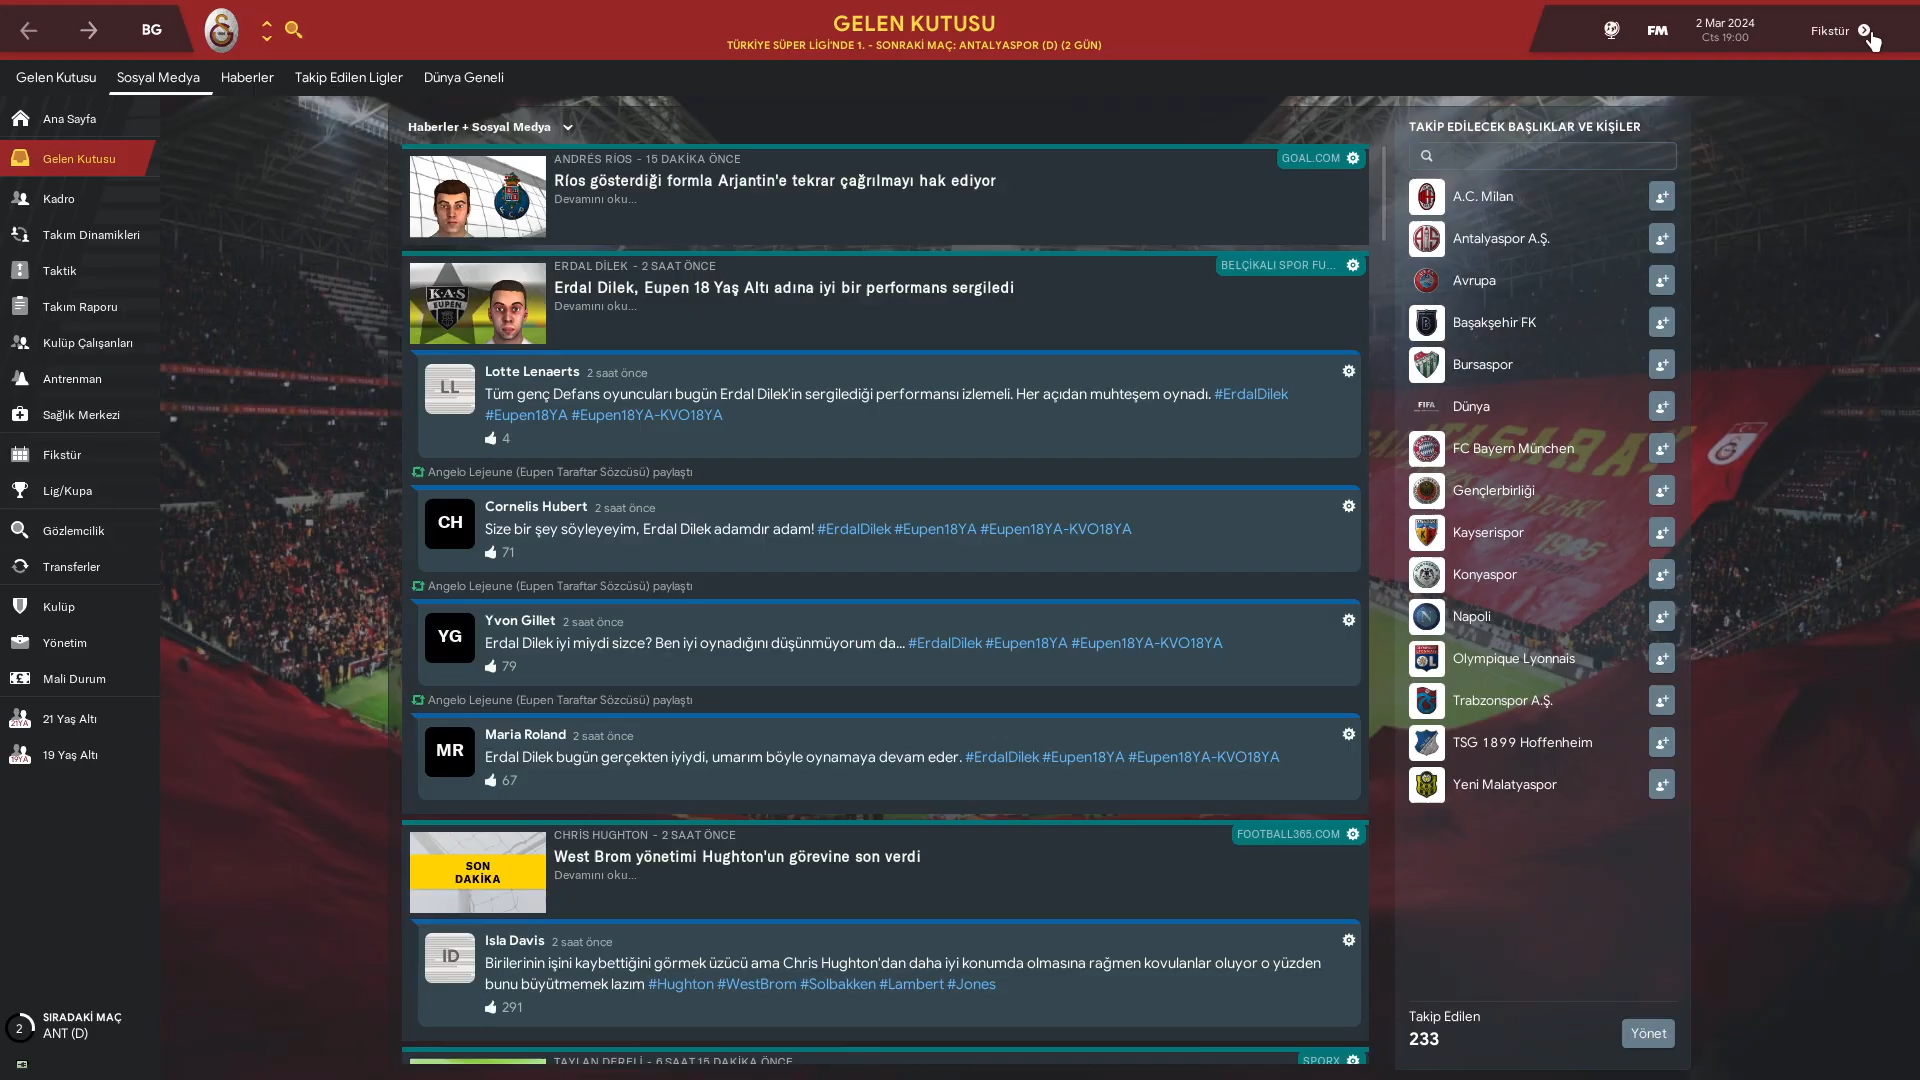 BG
GELEN KUTUSU
TÜRKİYE SÜPER LİGİ'NDE 1. - SONRAKİ MAÇ: ANTALYASPOR (D) (2 GÜN)
FM
2 Mar 2024
Cts 19:00
Fikstür
Gelen Kutusu
Sosyal Medya
Haberler
Takip Edilen Ligler
Dünya Geneli
Ana Sayfa
Gelen Kutusu
Kadro
Takım Dinamikleri
Taktik
Takım Raporu
Kulüp Çalışanları
Antrenman
Sağlık Merkezi
Fikstür
Lig/Kupa
Gözlemcilik
Transferler
Kulüp
Yönetim
Mali Durum
21YA
21 Yaş Altı
19YA
19 Yaş Altı
2
SIRADAKİ MAÇ
ANT (D)
Haberler + Sosyal Medya
ANDRÉS RÍOS - 15 DAKİKA ÖNCE
GOAL.COM
Ríos gösterdiği formla Arjantin'e tekrar çağrılmayı hak ediyor
Devamını oku...
ERDAL DİLEK - 2 SAAT ÖNCE
BELÇİKALI SPOR FU...
K·A·S
EUPEN
Erdal Dilek, Eupen 18 Yaş Altı adına iyi bir performans sergiledi
Devamını oku...
LL
Lotte Lenaerts 2 saat önce
Tüm genç Defans oyuncuları bugün Erdal Dilek'in sergilediği performansı izlemeli. Her açıdan muhteşem oynadı. #ErdalDilek
#Eupen18YA #Eupen18YA-KVO18YA
4
Angelo Lejeune (Eupen Taraftar Sözcüsü) paylaştı
CH
Cornelis Hubert 2 saat önce
Size bir şey söyleyeyim, Erdal Dilek adamdır adam! #ErdalDilek #Eupen18YA #Eupen18YA-KVO18YA
71
Angelo Lejeune (Eupen Taraftar Sözcüsü) paylaştı
YG
Yvon Gillet 2 saat önce
Erdal Dilek iyi miydi sizce? Ben iyi oynadığını düşünmüyorum da... #ErdalDilek #Eupen18YA #Eupen18YA-KVO18YA
79
Angelo Lejeune (Eupen Taraftar Sözcüsü) paylaştı
MR
Maria Roland 2 saat önce
Erdal Dilek bugün gerçekten iyiydi, umarım böyle oynamaya devam eder. #ErdalDilek #Eupen18YA #Eupen18YA-KVO18YA
67
CHRİS HUGHTON - 2 SAAT ÖNCE
FOOTBALL365.COM
SON
DAKİKA
West Brom yönetimi Hughton'un görevine son verdi
Devamını oku...
ID
Isla Davis 2 saat önce
Birilerinin işini kaybettiğini görmek üzücü ama Chris Hughton'dan daha iyi konumda olmasına rağmen kovulanlar oluyor o yüzden
bunu büyütmemek lazım #Hughton #WestBrom #Solbakken #Lambert #Jones
291
TAYLAN DERELİ - 6 SAAT 15 DAKİKA ÖNCE
SPORX
TAKİP EDİLECEK BAŞLIKLAR VE KİŞİLER
A.C. Milan
Antalyaspor A.Ş.
Avrupa
Başakşehir FK
Bursaspor
FIFA
Dünya
FC Bayern München
Gençlerbirliği
Kayserispor
Konyaspor
Napoli
Olympique Lyonnais
Trabzonspor A.Ş.
TSG 1899 Hoffenheim
Yeni Malatyaspor
Takip Edilen
233
Yönet